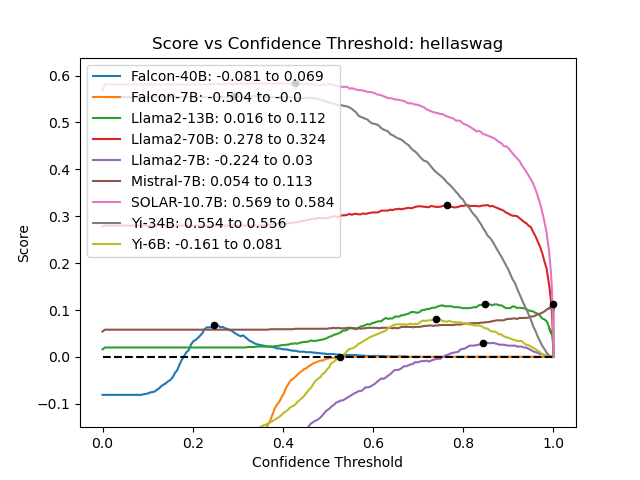 Score vs Confidence Threshold: hellaswag
Falcon-40B: -0.081 to 0.069
Falcon-7B: -0.504 to -0.0
Llama2-13B: 0.016 to 0.112
Llama2-70B: 0.278 to 0.324
Llama2-7B: -0.224 to 0.03
Mistral-7B: 0.054 to 0.113
SOLAR-10.7B: 0.569 to 0.584
Yi-34B: 0.554 to 0.556
Yi-6B: -0.161 to 0.081
Score
0.6
0.5
0.4
0.3
0.2
0.1
0.0
−0.1
0.0 0.2 0.4 0.6 0.8 1.0
Confidence Threshold